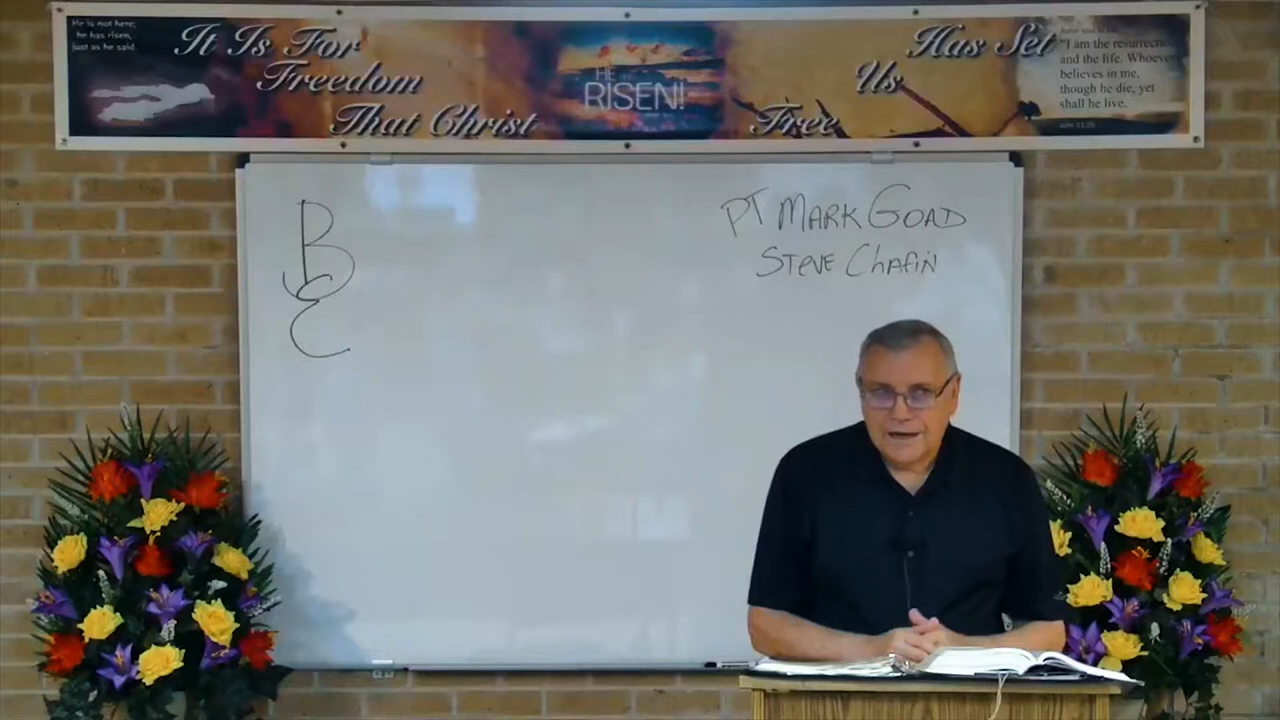 He is not here;
he has risen,
just as he said.
It Is For
Freedom
That Christ
HE
RISEN!
Has Set
Us
Free
"I am the resurrection
and the life. Whoever
believes in me,
though he die, yet
shall he live.
B
C
PT MARK GOAD
STEVE Chafin